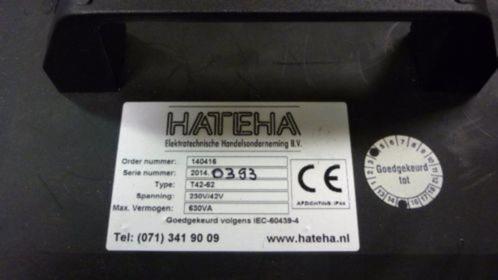 HATEHA
Elektrotechnische Handelsonderneming B.V.
Order nummer: 140416
Serie nummer: 2014. 0393
Type: T42-62
Spanning: 230V/42V
Max. Vermogen: 630VA
CE
AFDICHTING: IP44
Goedgekeurd volgens IEC-60439-4
Tel: (071) 341 90 09 www.hateha.nl
Goedgekeurd
tot